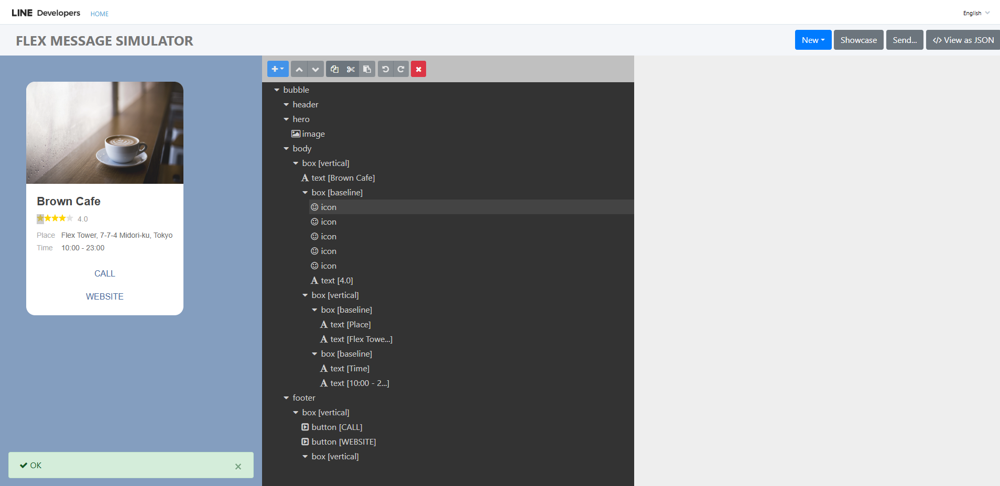 LINE Developers HOME English
FLEX MESSAGE SIMULATOR New Showcase Send... </> View as JSON
Brown Cafe
4.0
Place Flex Tower, 7-7-4 Midori-ku, Tokyo
Time 10:00 - 23:00
CALL
WEBSITE
OK
bubble
header
hero
image
body
box [vertical]
text [Brown Cafe]
box [baseline]
icon
icon
icon
icon
icon
text [4.0]
box [vertical]
box [baseline]
text [Place]
text [Flex Towe...]
box [baseline]
text [Time]
text [10:00 - 2...]
footer
box [vertical]
button [CALL]
button [WEBSITE]
box [vertical]